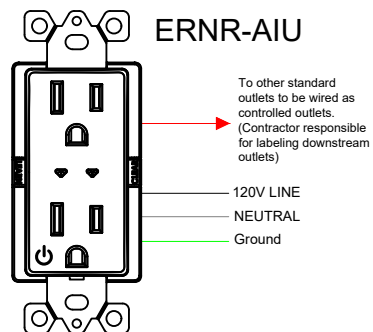 ERNR-AIU
To other standard
outlets to be wired as
controlled outlets.
(Contractor responsible
for labeling downstream
outlets)
120V LINE
NEUTRAL
Ground